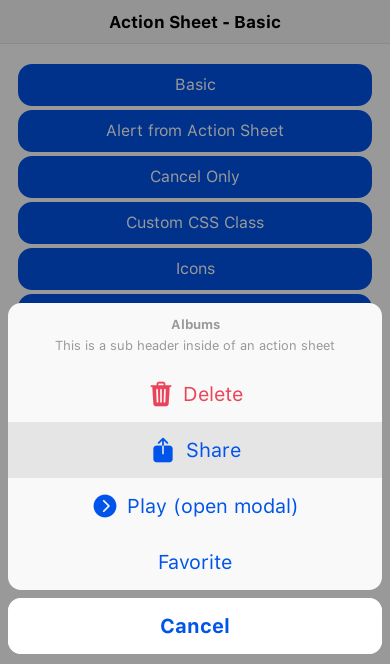 Action Sheet - Basic
Basic
Alert from Action Sheet
Cancel Only
Custom CSS Class
Icons
Albums
This is a sub header inside of an action sheet
Delete
Share
Play (open modal)
Favorite
Cancel